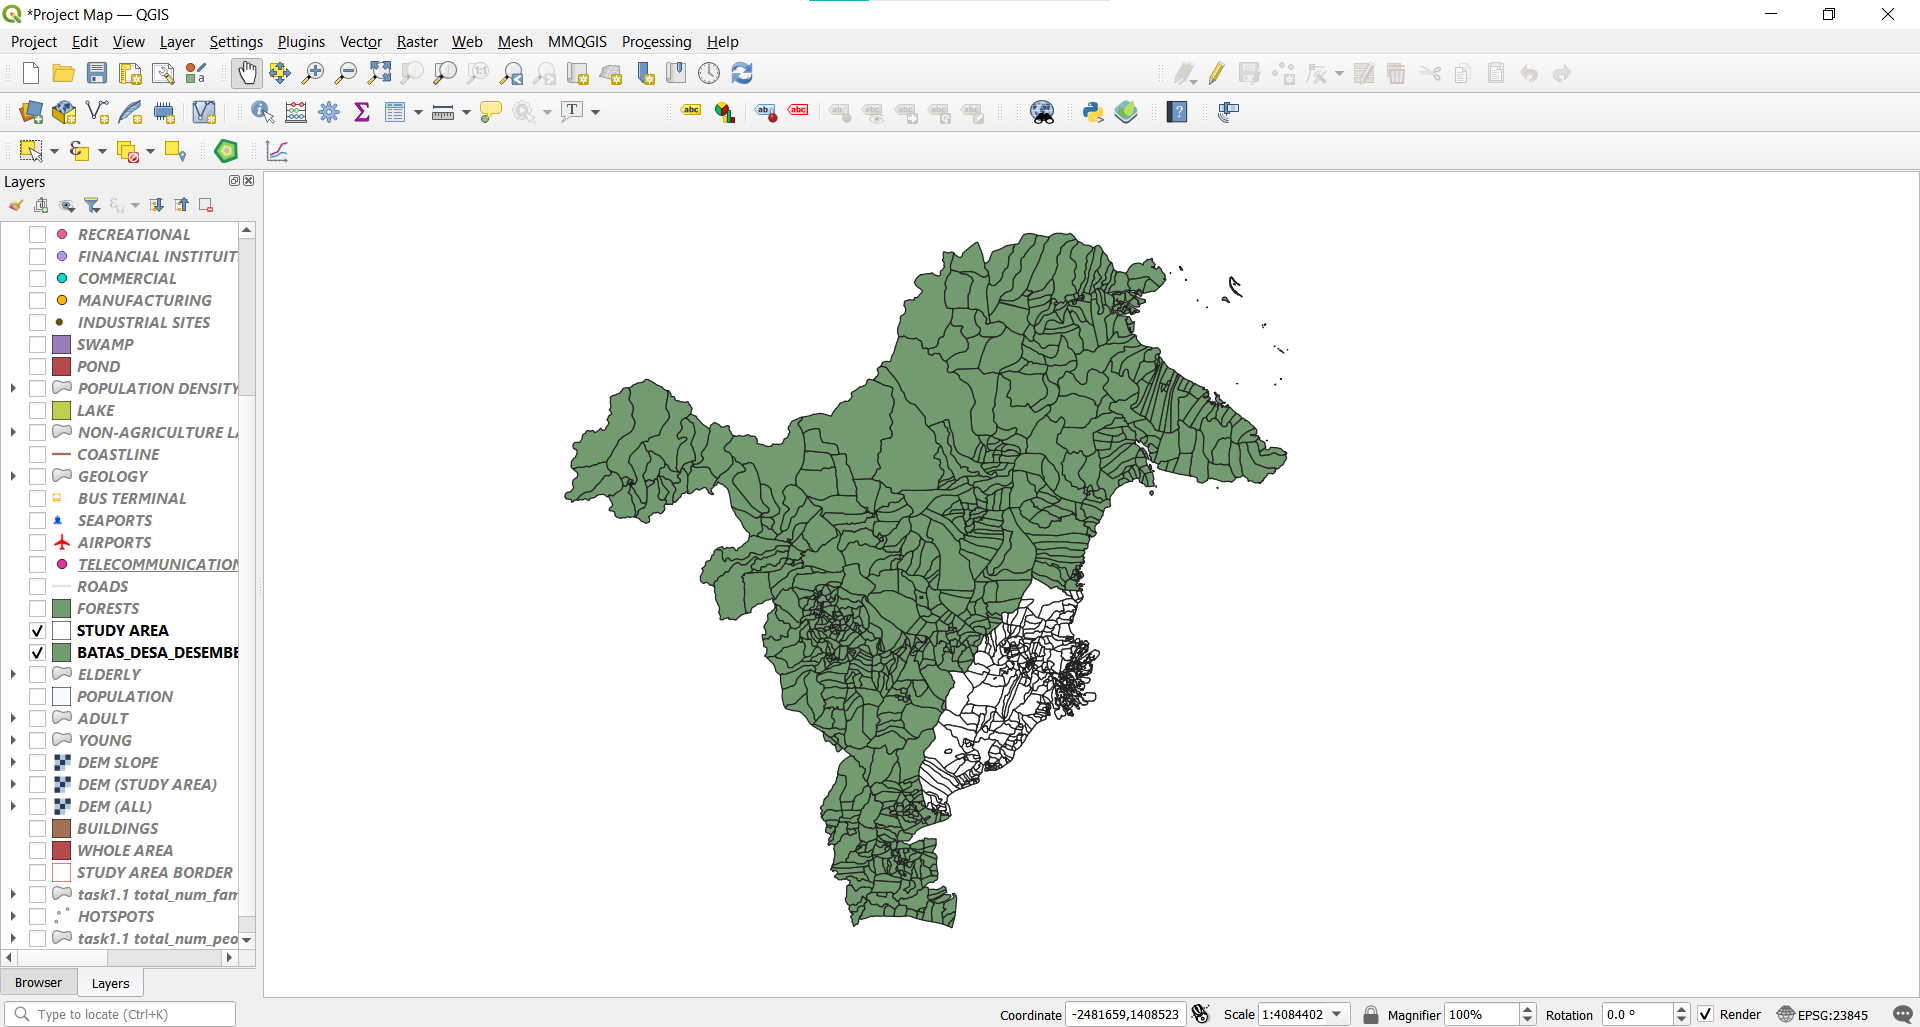 *Project Map — QGIS
Project Edit View Layer Settings Plugins Vector Raster Web Mesh MMQGIS Processing Help
Layers
RECREATIONAL
FINANCIAL INSTITUIT
COMMERCIAL
MANUFACTURING
INDUSTRIAL SITES
SWAMP
POND
POPULATION DENSITY
LAKE
NON-AGRICULTURE LA
COASTLINE
GEOLOGY
BUS TERMINAL
SEAPORTS
AIRPORTS
TELECOMMUNICATION
ROADS
FORESTS
STUDY AREA
BATAS_DESA_DESEMBE
ELDERLY
POPULATION
ADULT
YOUNG
DEM SLOPE
DEM (STUDY AREA)
DEM (ALL)
BUILDINGS
WHOLE AREA
STUDY AREA BORDER
task1.1 total_num_fam
HOTSPOTS
task1.1 total_num_peo
Browser Layers
Type to locate (Ctrl+K)
Coordinate -2481659,1408523 Scale 1:4084402 Magnifier 100% Rotation 0.0 ° Render EPSG:23845